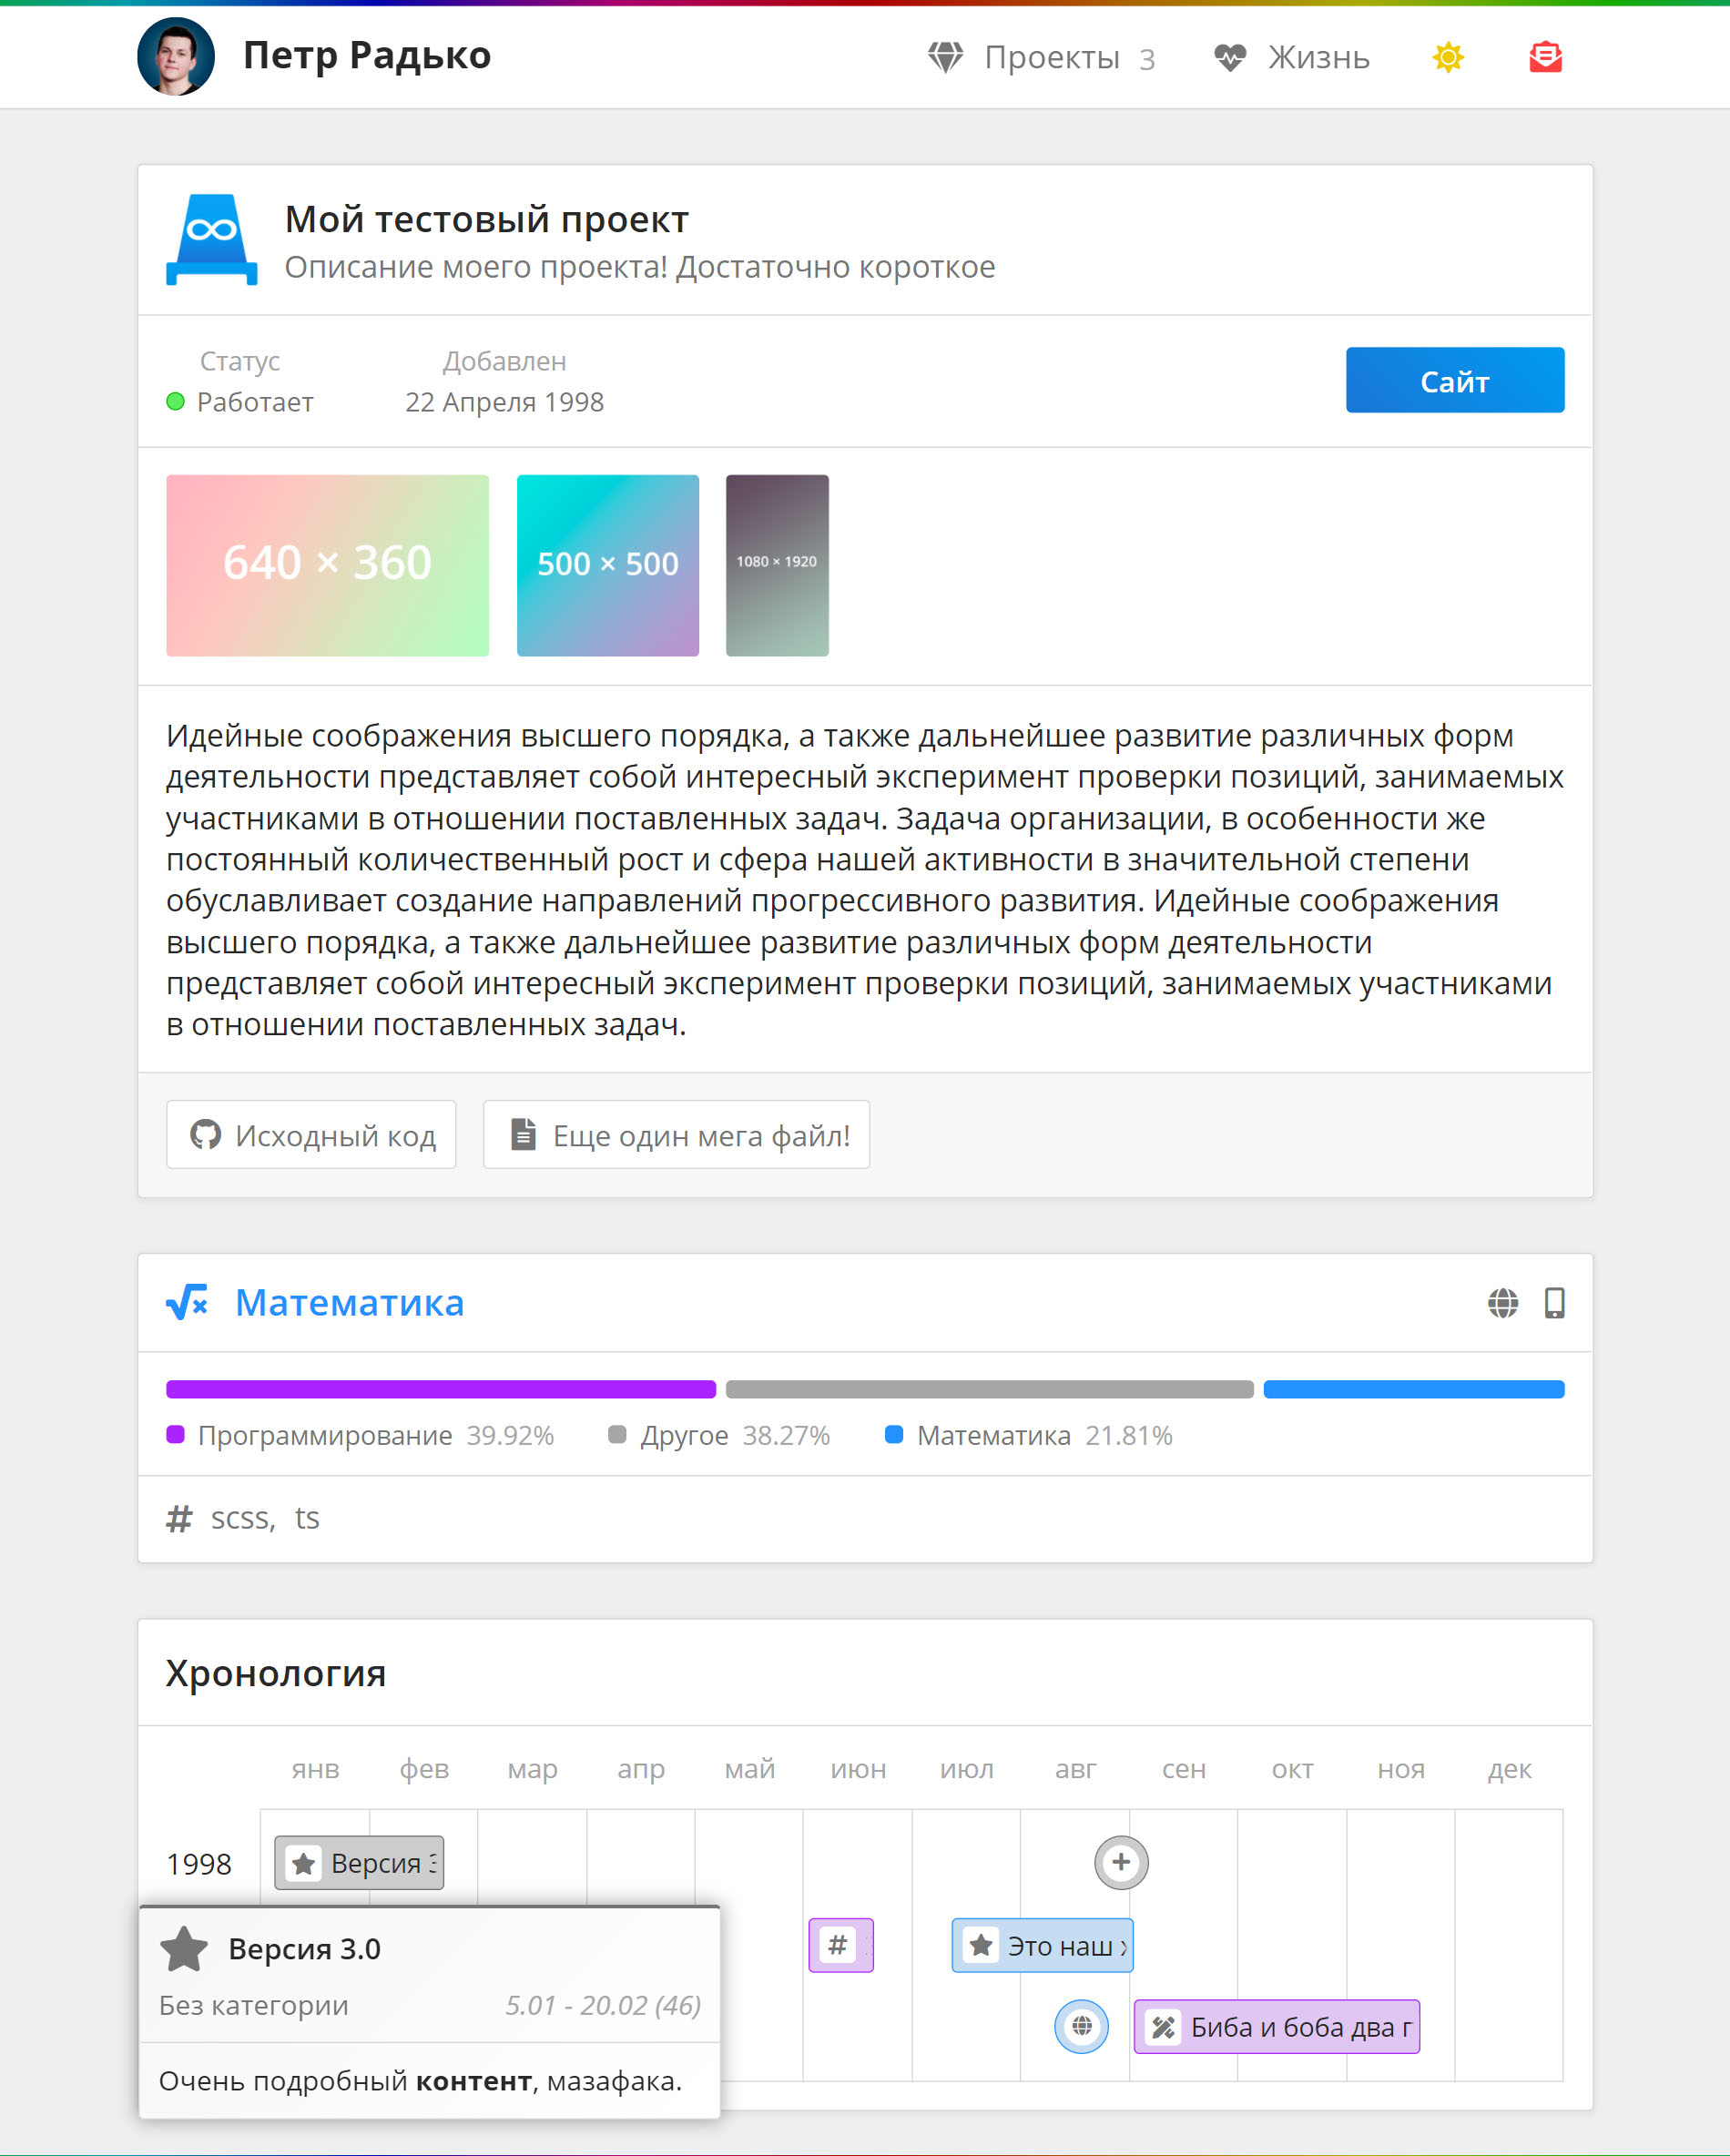 Петр Радько
Проекты 3
Жизнь
Мой тестовый проект
Описание моего проекта! Достаточно короткое
Статус
Работает
Добавлен
22 Апреля 1998
Сайт
640 × 360
500 × 500
1080 × 1920
Идейные соображения высшего порядка, а также дальнейшее развитие различных форм
деятельности представляет собой интересный эксперимент проверки позиций, занимаемых
участниками в отношении поставленных задач. Задача организации, в особенности же
постоянный количественный рост и сфера нашей активности в значительной степени
обуславливает создание направлений прогрессивного развития. Идейные соображения
высшего порядка, а также дальнейшее развитие различных форм деятельности
представляет собой интересный эксперимент проверки позиций, занимаемых участниками
в отношении поставленных задач.
Исходный код
Еще один мега файл!
Математика
Программирование 39.92%
Другое 38.27%
Математика 21.81%
# scss, ts
Хронология
янв фев мар апр май июн июл авг сен окт ноя дек
1998
Версия
#
Это наш
Биба и боба два г
Версия 3.0
Без категории
5.01 - 20.02 (46)
Очень подробный контент, мазафака.